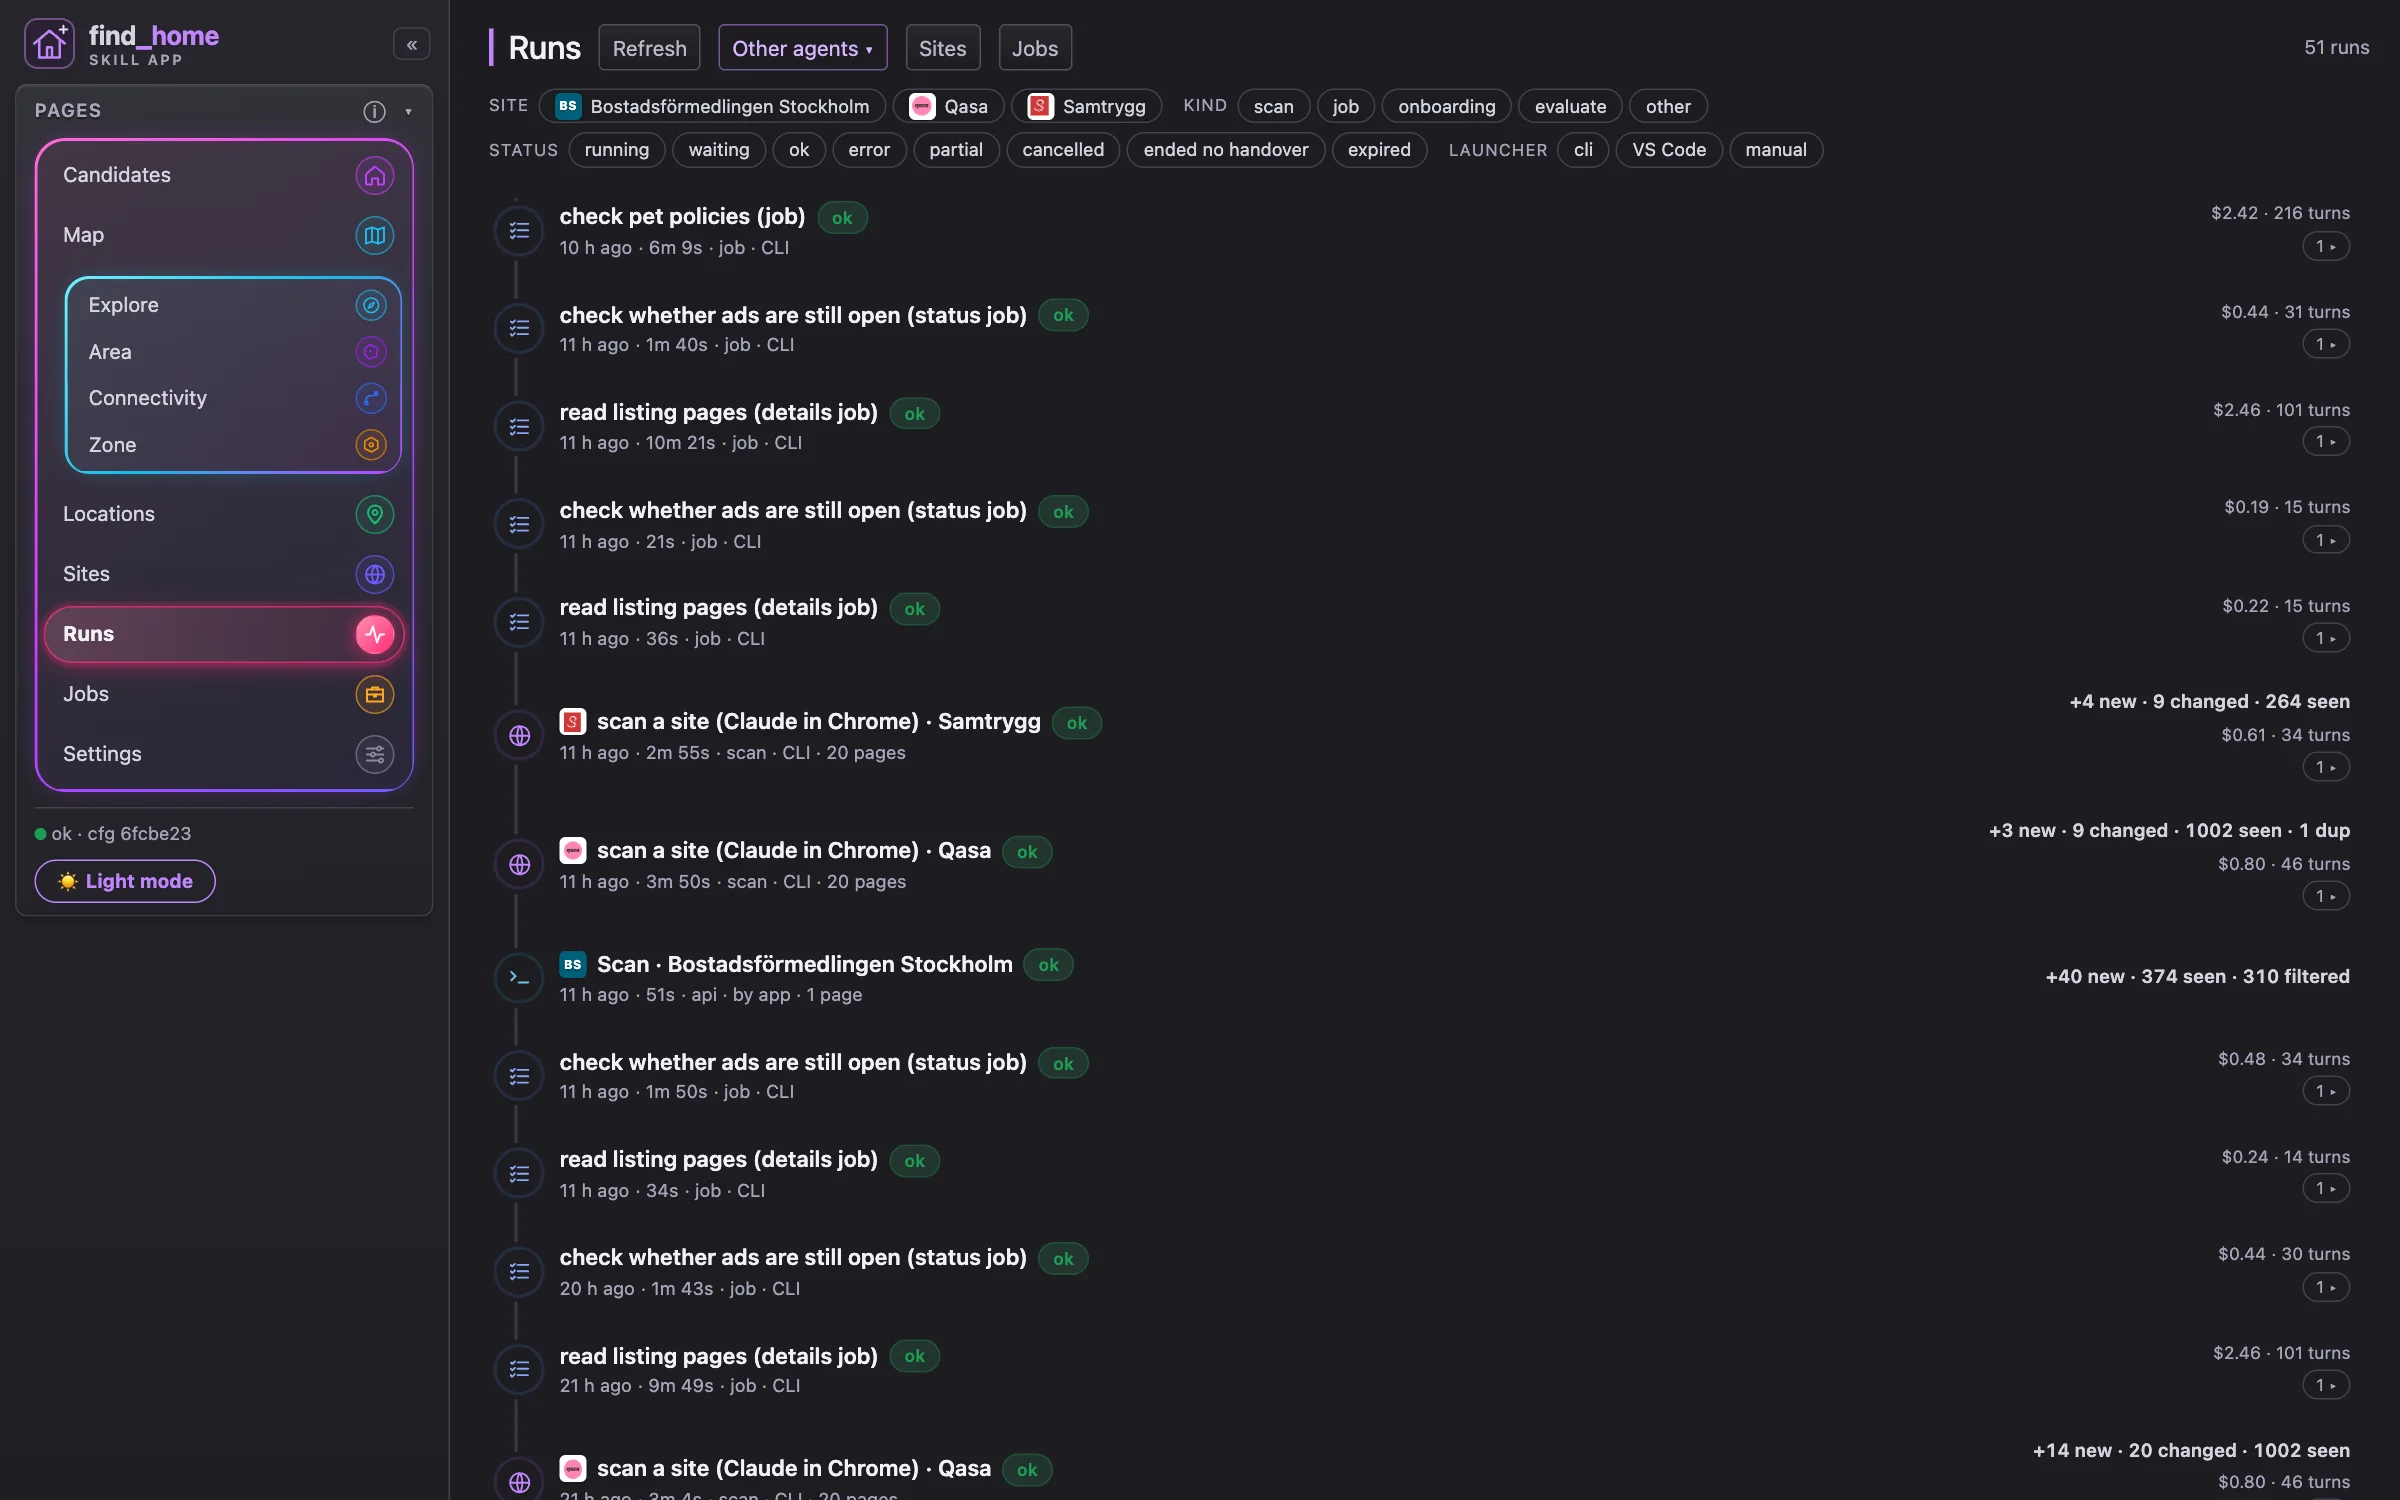 find_home
SKILL APP
«
PAGES
Candidates
Map
Explore
Area
Connectivity
Zone
Locations
Sites
Runs
Jobs
Settings
ok · cfg 6fcbe23
Light mode
Runs
Refresh
Other agents ▾
Sites
Jobs
51 runs
SITE BS Bostadsförmedlingen Stockholm Qasa Samtrygg KIND scan job onboarding evaluate other
STATUS running waiting ok error partial cancelled ended no handover expired LAUNCHER cli VS Code manual
check pet policies (job) ok
10 h ago · 6m 9s · job · CLI
$2.42 · 216 turns
1 ▸
check whether ads are still open (status job) ok
11 h ago · 1m 40s · job · CLI
$0.44 · 31 turns
1 ▸
read listing pages (details job) ok
11 h ago · 10m 21s · job · CLI
$2.46 · 101 turns
1 ▸
check whether ads are still open (status job) ok
11 h ago · 21s · job · CLI
$0.19 · 15 turns
1 ▸
read listing pages (details job) ok
11 h ago · 36s · job · CLI
$0.22 · 15 turns
1 ▸
S scan a site (Claude in Chrome) · Samtrygg ok
11 h ago · 2m 55s · scan · CLI · 20 pages
+4 new · 9 changed · 264 seen
$0.61 · 34 turns
1 ▸
scan a site (Claude in Chrome) · Qasa ok
11 h ago · 3m 50s · scan · CLI · 20 pages
+3 new · 9 changed · 1002 seen · 1 dup
$0.80 · 46 turns
1 ▸
BS Scan · Bostadsförmedlingen Stockholm ok
11 h ago · 51s · api · by app · 1 page
+40 new · 374 seen · 310 filtered
check whether ads are still open (status job) ok
11 h ago · 1m 50s · job · CLI
$0.48 · 34 turns
1 ▸
read listing pages (details job) ok
11 h ago · 34s · job · CLI
$0.24 · 14 turns
1 ▸
check whether ads are still open (status job) ok
20 h ago · 1m 43s · job · CLI
$0.44 · 30 turns
1 ▸
read listing pages (details job) ok
21 h ago · 9m 49s · job · CLI
$2.46 · 101 turns
1 ▸
scan a site (Claude in Chrome) · Qasa ok
21 h ago · 3m 4s · scan · CLI · 20 pages
+14 new · 20 changed · 1002 seen
$0.80 · 46 turns